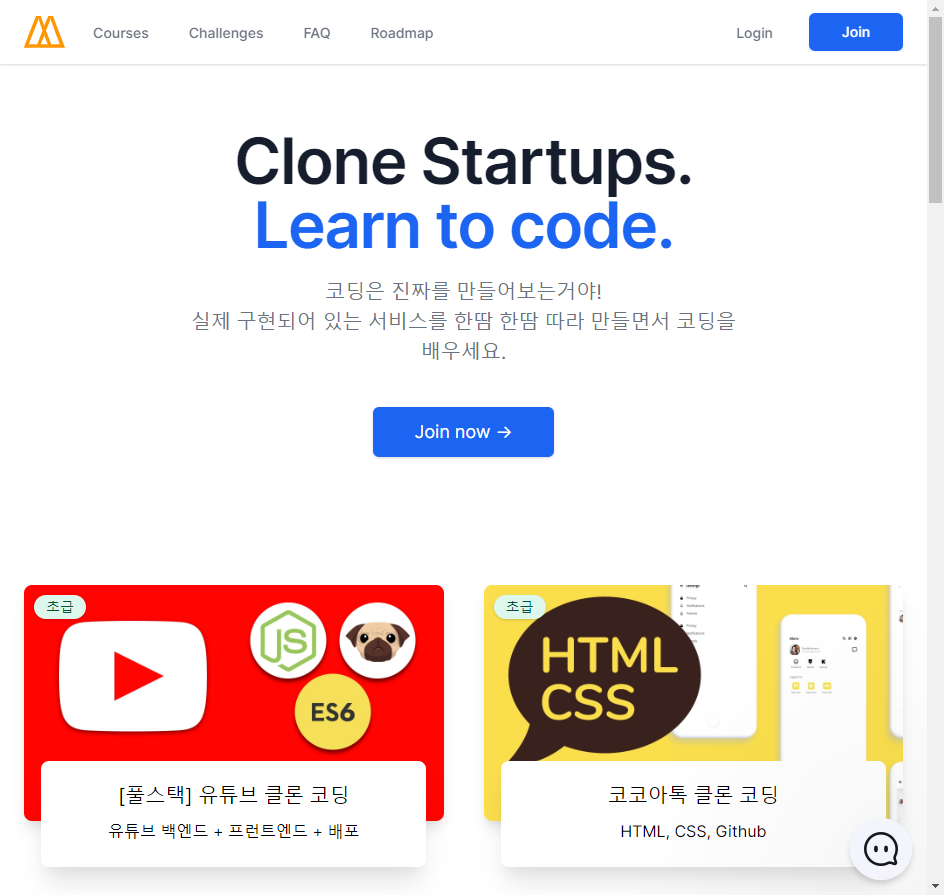 Courses Challenges FAQ Roadmap Login Join
Clone Startups.
Learn to code.
코딩은 진짜를 만들어보는거야!
실제 구현되어 있는 서비스를 한땀 한땀 따라 만들면서 코딩을
배우세요.
Join now →
초급
JS
ES6
[풀스택] 유튜브 클론 코딩
유튜브 백엔드 + 프런트엔드 + 배포
초급
HTML
CSS
코코아톡 클론 코딩
HTML, CSS, Github